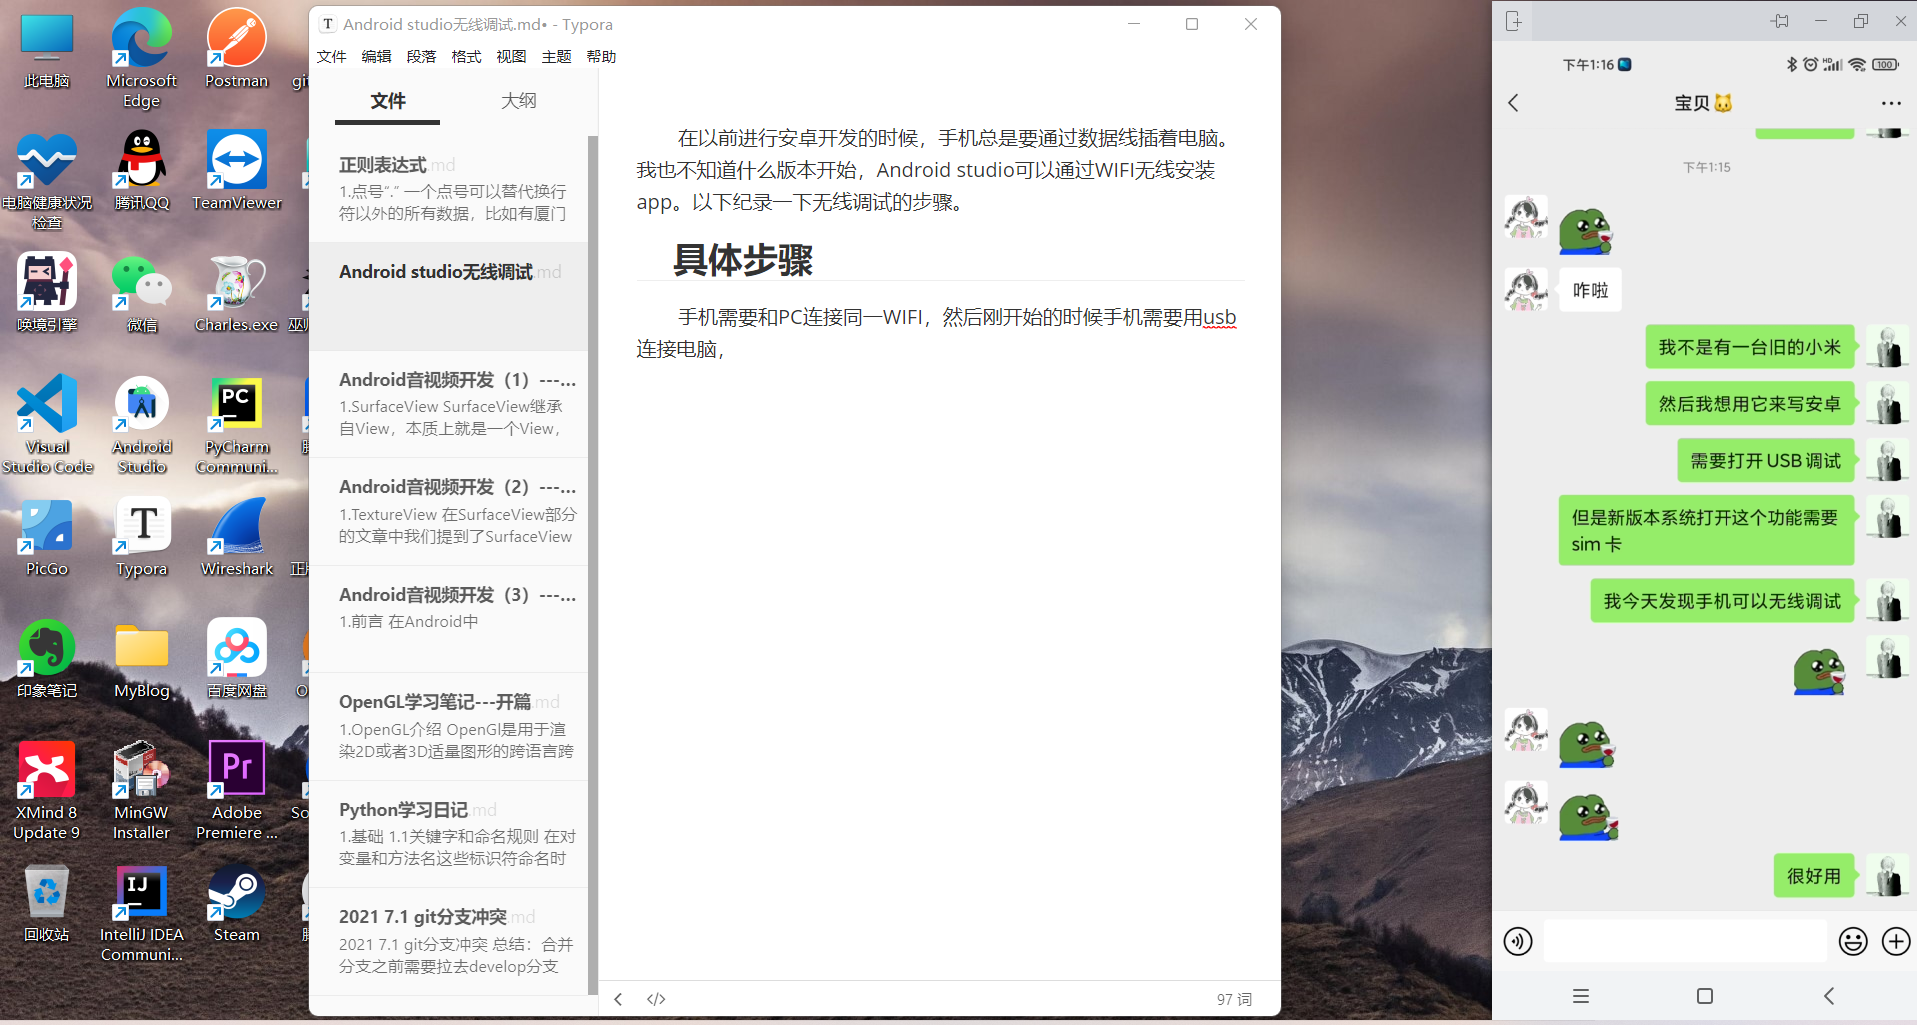 此电脑
Microsoft
Edge
Postman
电脑健康状况
检查
腾讯QQ
TeamViewer
唤境引擎
微信
Charles.exe
Visual
Studio Code
Android
Studio
PC
PyCharm
Communi...
PicGo
T
Typora
Wireshark
印象笔记
MyBlog
百度网盘
XMind 8
Update 9
MinGW
Installer
Pr
Adobe
Premiere ...
回收站
IJ
IntelliJ IDEA
Communi...
Steam
T Android studio无线调试.md• - Typora
文件 编辑 段落 格式 视图 主题 帮助
文件 大纲
正则表达式.md
1.点号“.” 一个点号可以替代换行
符以外的所有数据，比如有厦门
Android studio无线调试.md
Android音视频开发（1）---...
1.SurfaceView SurfaceView继承
自View，本质上就是一个View，
Android音视频开发（2）---...
1.TextureView 在SurfaceView部分
的文章中我们提到了SurfaceView
Android音视频开发（3）---...
1.前言 在Android中
OpenGL学习笔记---开篇.md
1.OpenGL介绍 OpenGl是用于渲
染2D或者3D适量图形的跨语言跨
Python学习日记.md
1.基础 1.1关键字和命名规则 在对
变量和方法名这些标识符命名时
2021 7.1 git分支冲突.md
2021 7.1 git分支冲突 总结：合并
分支之前需要拉去develop分支
在以前进行安卓开发的时候，手机总是要通过数据线插着电脑。
我也不知道什么版本开始，Android studio可以通过WIFI无线安装
app。以下纪录一下无线调试的步骤。
具体步骤
手机需要和PC连接同一WIFI，然后刚开始的时候手机需要用usb
连接电脑，
</> 97 词
下午1:16 HD 100
宝贝
下午1:15
咋啦
我不是有一台旧的小米
然后我想用它来写安卓
需要打开 USB 调试
但是新版本系统打开这个功能需要
sim 卡
我今天发现手机可以无线调试
很好用